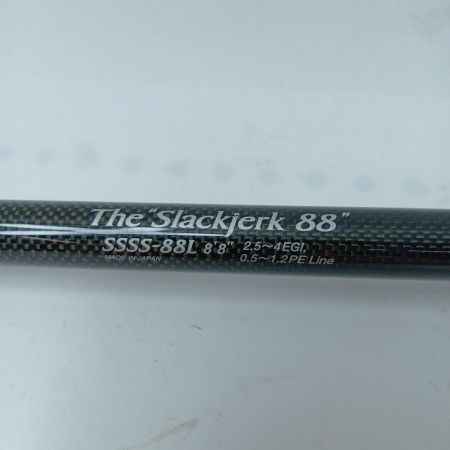 The "Slackjerk 88"
SSSS-88L 8'8" 2.5～4EGI,
MADE IN JAPAN 0.5～1.2PE Line